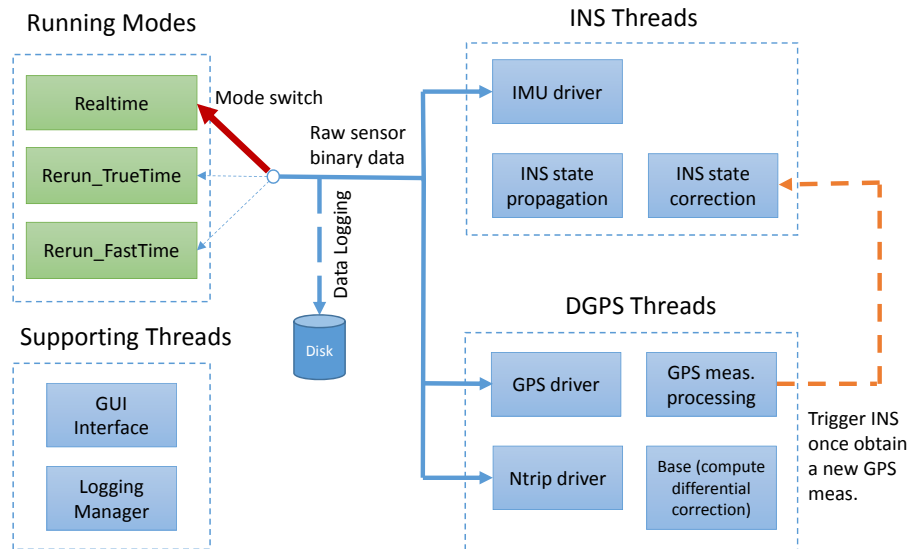 Running Modes
Realtime
Rerun_TrueTime
Rerun_FastTime
Mode switch
Raw sensor
binary data
Data Logging
Disk
Supporting Threads
GUI
Interface
Logging
Manager
INS Threads
IMU driver
INS state
propagation
INS state
correction
DGPS Threads
GPS driver
GPS meas.
processing
Ntrip driver
Base (compute
differential
correction)
Trigger INS
once obtain
a new GPS
meas.